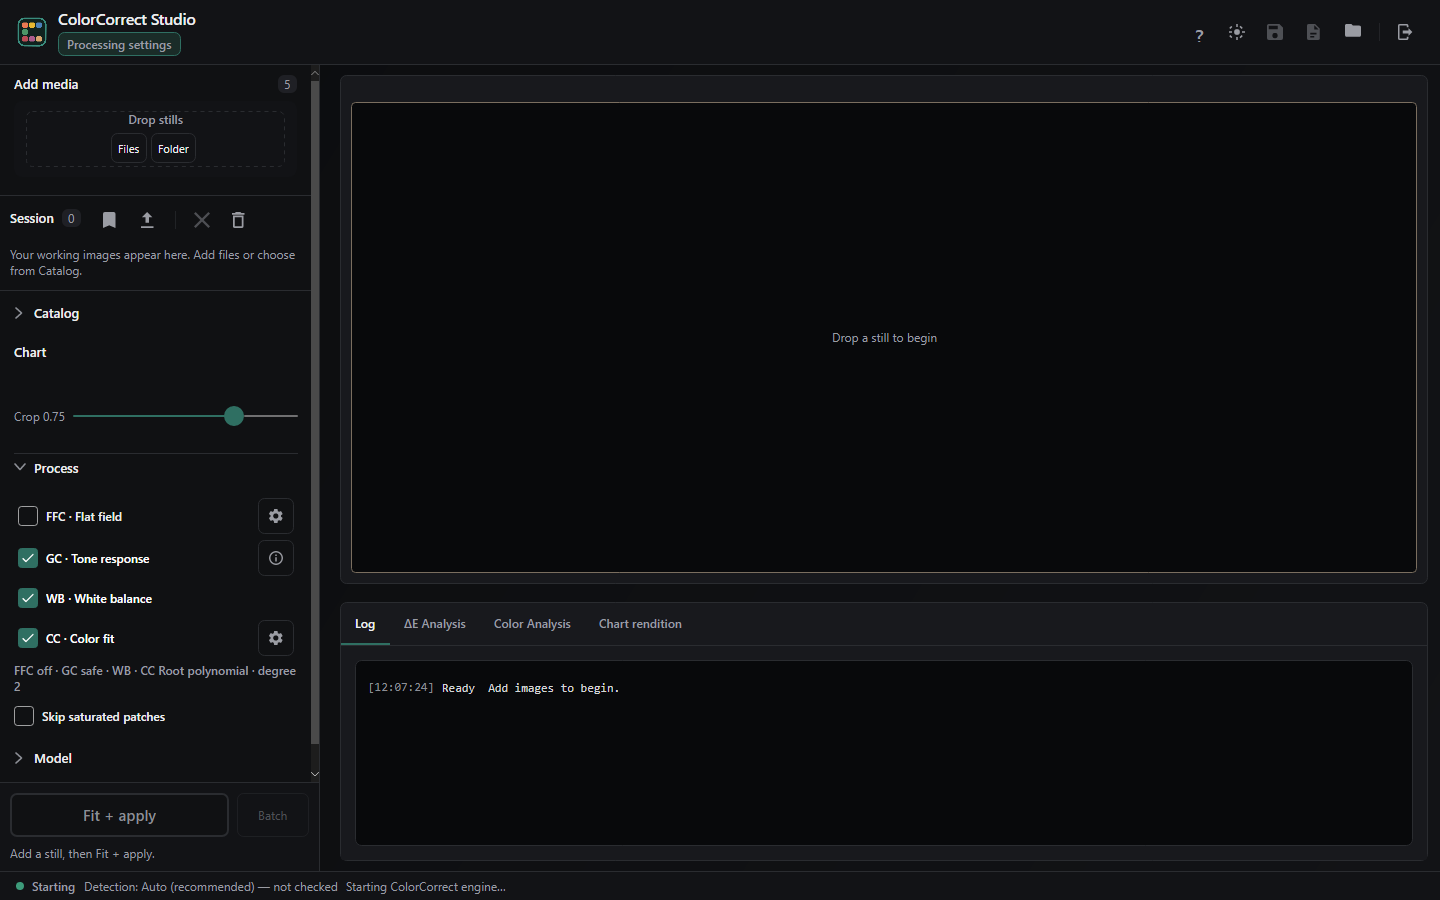 ColorCorrect Studio
Processing settings
?
Add media
5
Drop stills
Files
Folder
Session
0
Your working images appear here. Add files or choose
from Catalog.
Catalog
Chart
Crop 0.75
Process
FFC · Flat field
GC · Tone response
WB · White balance
CC · Color fit
FFC off · GC safe · WB · CC Root polynomial · degree
2
Skip saturated patches
Model
Fit + apply
Batch
Add a still, then Fit + apply.
Drop a still to begin
Log
ΔE Analysis
Color Analysis
Chart rendition
[12:07:24] Ready Add images to begin.
Starting
Detection: Auto (recommended) — not checked
Starting ColorCorrect engine...